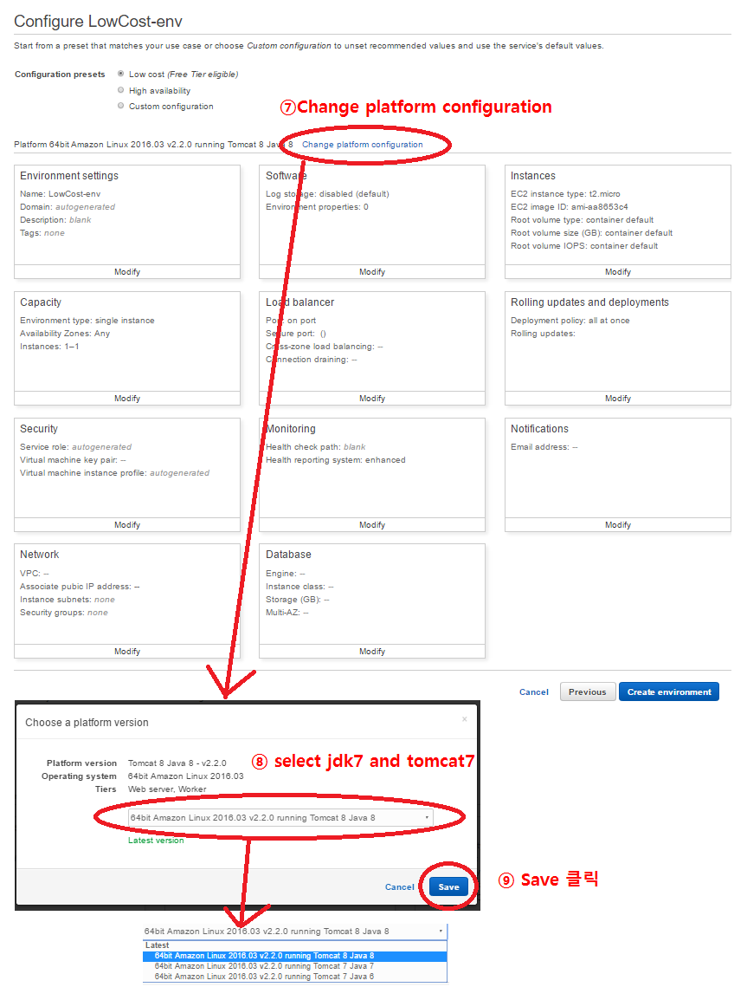 Configure LowCost-env
Start from a preset that matches your use case or choose Custom configuration to unset recommended values and use the service's default values.
Configuration presets
Low cost (Free Tier eligible)
High availability
Custom configuration
⑦Change platform configuration
Platform 64bit Amazon Linux 2016.03 v2.2.0 running Tomcat 8 Java 8 Change platform configuration
Environment settings
Name: LowCost-env
Domain: autogenerated
Description: blank
Tags: none
Modify
Software
Log storage: disabled (default)
Environment properties: 0
Modify
Instances
EC2 instance type: t2.micro
EC2 image ID: ami-aa8653c4
Root volume type: container default
Root volume size (GB): container default
Root volume IOPS: container default
Modify
Capacity
Environment type: single instance
Availability Zones: Any
Instances: 1–1
Modify
Load balancer
Port: on port
Secure port: ()
Cross-zone load balancing: --
Connection draining: --
Modify
Rolling updates and deployments
Deployment policy: all at once
Rolling updates:
Modify
Security
Service role: autogenerated
Virtual machine key pair: --
Virtual machine instance profile: autogenerated
Modify
Monitoring
Health check path: blank
Health reporting system: enhanced
Modify
Notifications
Email address: --
Modify
Network
VPC: --
Associate pubic IP address: --
Instance subnets: none
Security groups: none
Modify
Database
Engine: --
Instance class: --
Storage (GB): --
Multi-AZ: --
Modify
Cancel Previous Create environment
Choose a platform version ×
Platform version Tomcat 8 Java 8 - v2.2.0
⑧ select jdk7 and tomcat7
Operating system 64bit Amazon Linux 2016.03
Tiers Web server, Worker
64bit Amazon Linux 2016.03 v2.2.0 running Tomcat 8 Java 8
Latest version
Cancel Save
⑨ Save 클릭
64bit Amazon Linux 2016.03 v2.2.0 running Tomcat 8 Java 8
Latest
64bit Amazon Linux 2016.03 v2.2.0 running Tomcat 8 Java 8
64bit Amazon Linux 2016.03 v2.2.0 running Tomcat 7 Java 7
64bit Amazon Linux 2016.03 v2.2.0 running Tomcat 7 Java 6